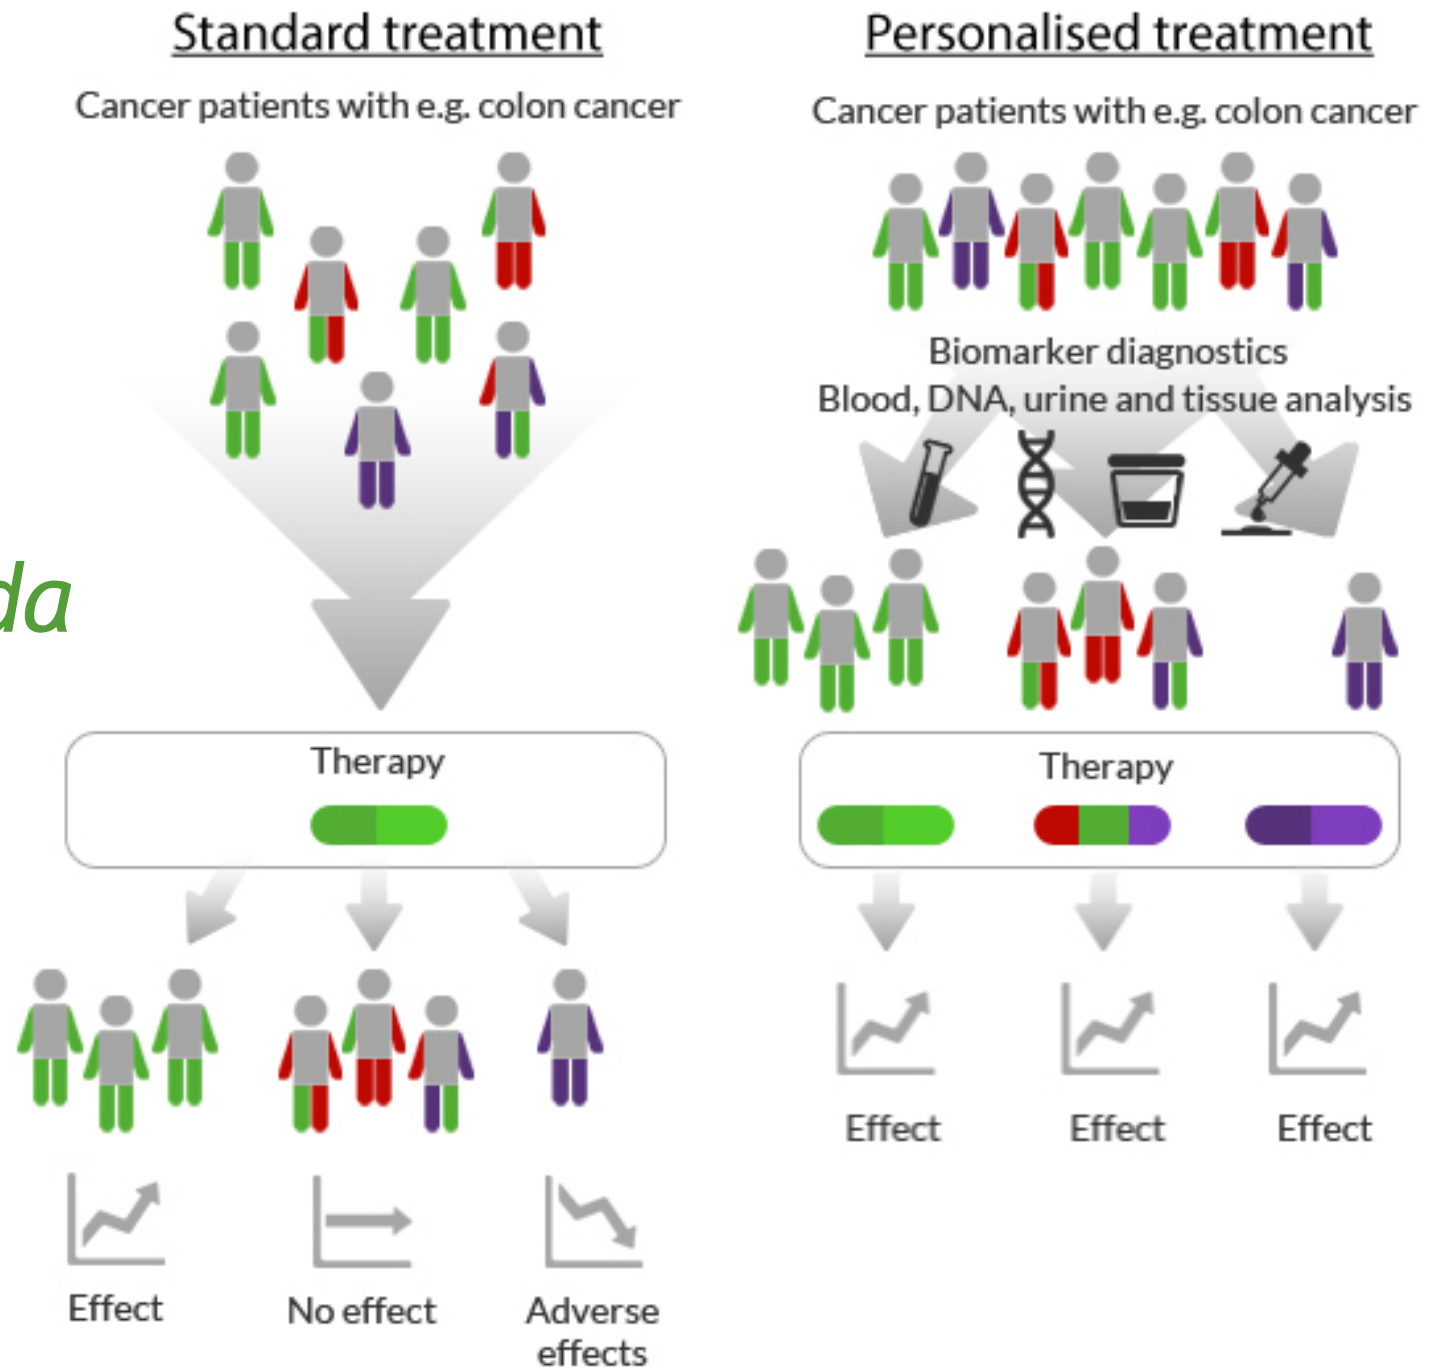 Standard treatment
Cancer patients with e.g. colon cancer
da
Therapy
Effect
No effect
Adverse
effects
Personalised treatment
Cancer patients with e.g. colon cancer
Biomarker diagnostics
Blood, DNA, urine and tissue analysis
Therapy
Effect
Effect
Effect